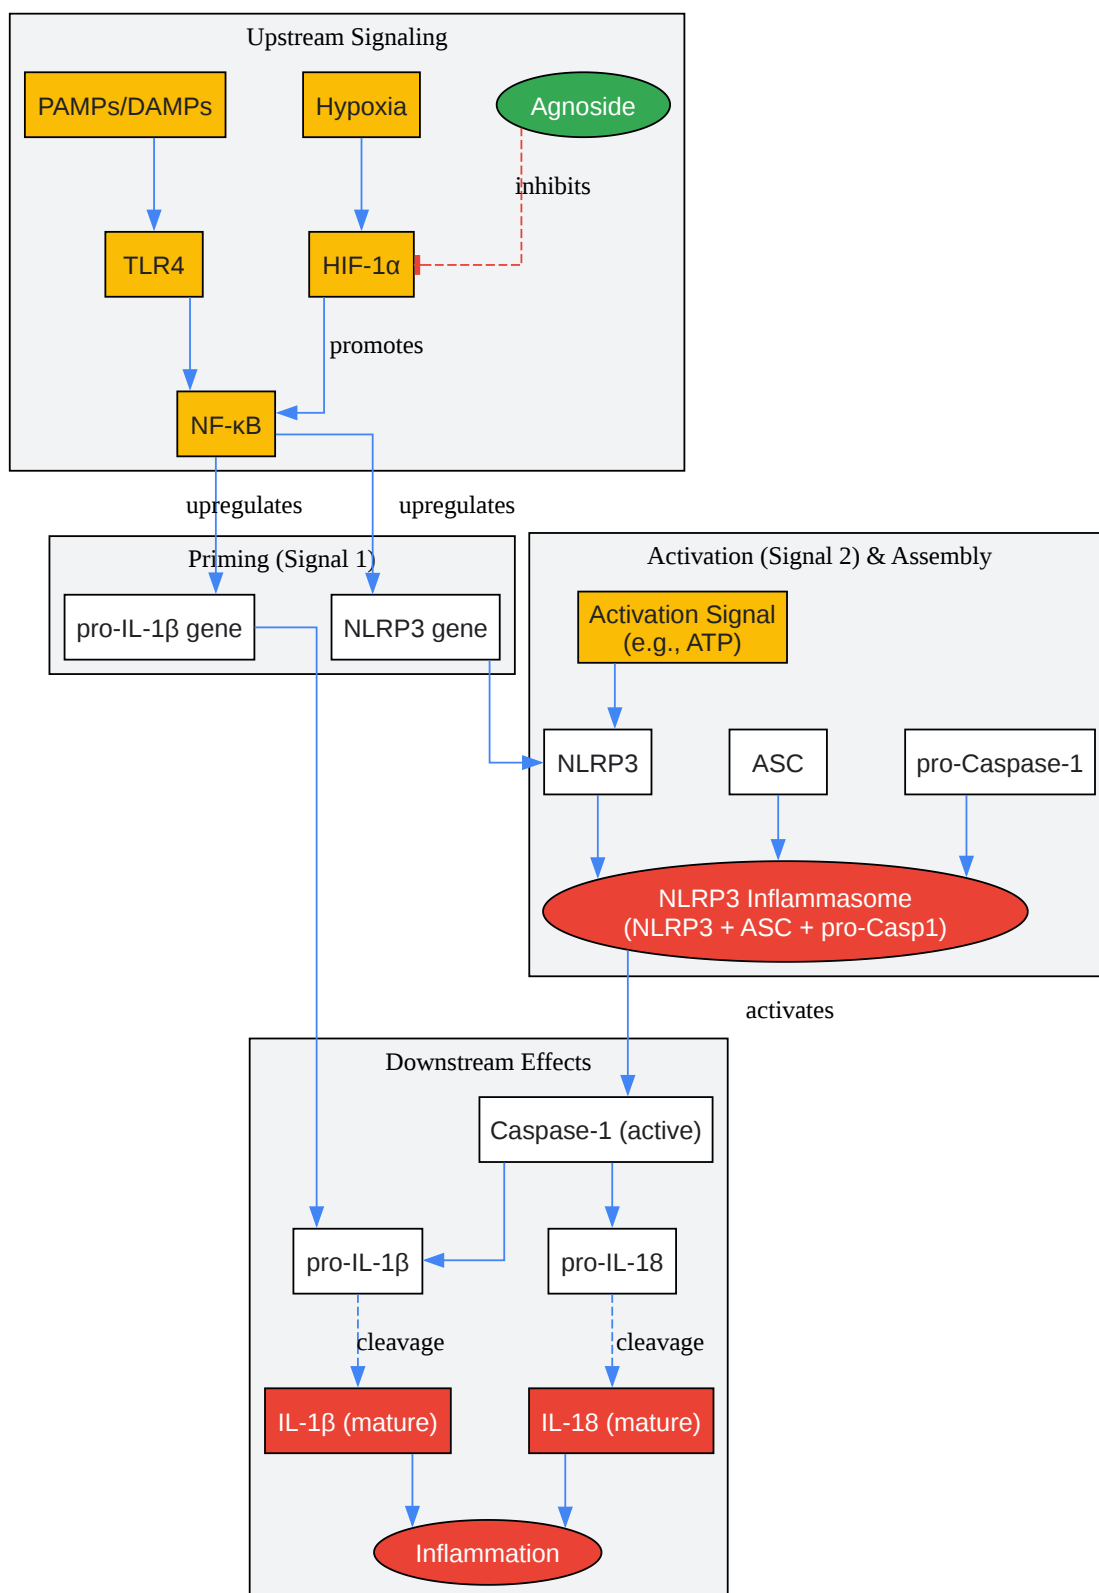 Upstream Signaling
PAMPs/DAMPs
Hypoxia
Agnoside
inhibits
TLR4
HIF-1α
promotes
NF-κB
upregulates
upregulates
Priming (Signal 1)
Activation (Signal 2) & Assembly
pro-IL-1β gene
NLRP3 gene
Activation Signal
(e.g., ATP)
NLRP3
ASC
pro-Caspase-1
NLRP3 Inflammasome
(NLRP3 + ASC + pro-Casp1)
activates
Downstream Effects
Caspase-1 (active)
pro-IL-1β
pro-IL-18
cleavage
cleavage
IL-1β (mature)
IL-18 (mature)
Inflammation